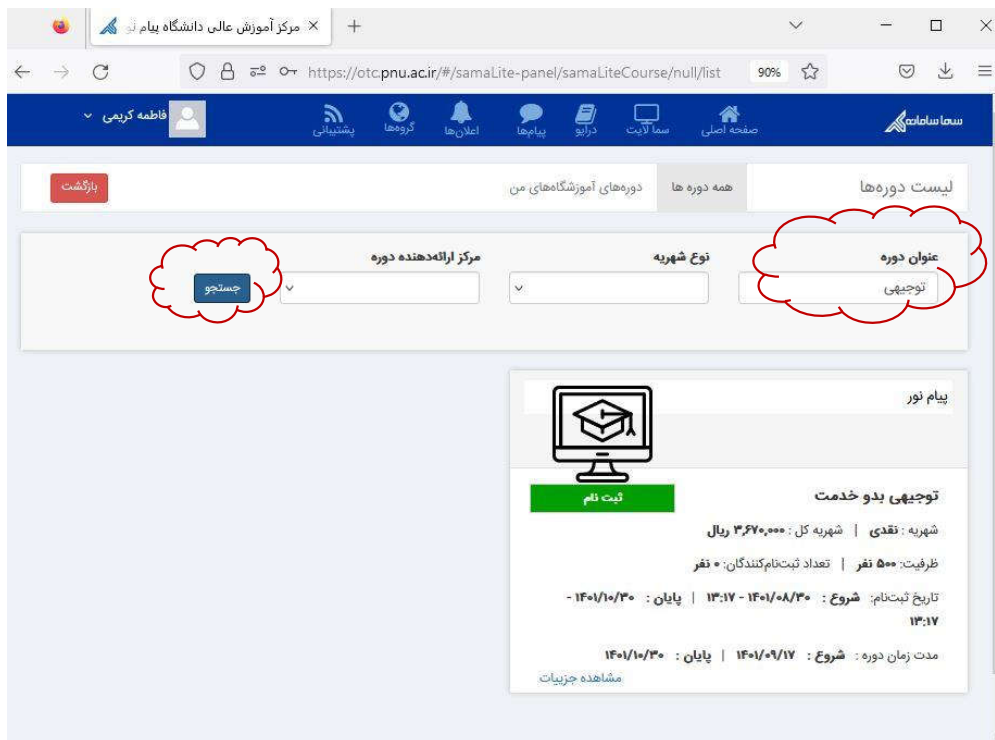 مرکز آموزش عالی دانشگاه پیام نو
https://otc.pnu.ac.ir/#/samaLite-panel/samaLiteCourse/null/list 90%
صفحه اصلی سما لایت درایو پیام‌ها اعلان‌ها گروه‌ها پشتیبانی فاطمه کریمی
لیست دوره‌ها همه دوره ها دوره‌های آموزشگاه‌های من بازگشت
عنوان دوره نوع شهریه مرکز ارائه‌دهنده دوره
توجیهی جستجو
پیام نور
توجیهی بدو خدمت ثبت نام
شهریه : نقدی | شهریه کل : ۳,۶۷۰,۰۰۰ ریال
ظرفیت: ۵۰۰ نفر | تعداد ثبت‌نام‌کنندگان: ۰ نفر
تاریخ ثبت‌نام: شروع : ۱۴۰۱/۰۸/۳۰ - ۱۳:۱۷ | پایان : ۱۴۰۱/۱۰/۳۰ -
۱۳:۱۷
مدت زمان دوره : شروع : ۱۴۰۱/۰۹/۱۷ | پایان : ۱۴۰۱/۱۰/۳۰
مشاهده جزییات